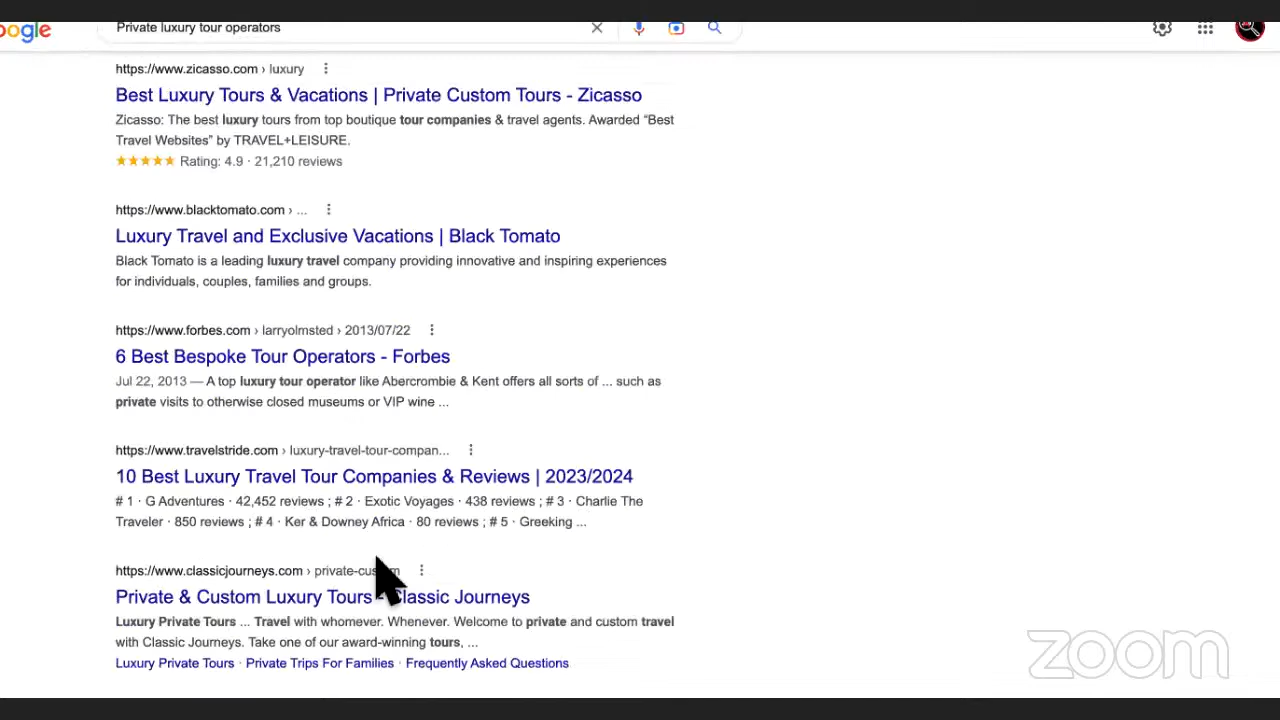 oogle
Private luxury tour operators
https://www.zicasso.com › luxury
Best Luxury Tours & Vacations | Private Custom Tours - Zicasso
Zicasso: The best luxury tours from top boutique tour companies & travel agents. Awarded “Best
Travel Websites” by TRAVEL+LEISURE.
Rating: 4.9 · 21,210 reviews
https://www.blacktomato.com › ...
Luxury Travel and Exclusive Vacations | Black Tomato
Black Tomato is a leading luxury travel company providing innovative and inspiring experiences
for individuals, couples, families and groups.
https://www.forbes.com › larryolmsted › 2013/07/22
6 Best Bespoke Tour Operators - Forbes
Jul 22, 2013 — A top luxury tour operator like Abercrombie & Kent offers all sorts of ... such as
private visits to otherwise closed museums or VIP wine ...
https://www.travelstride.com › luxury-travel-tour-compan...
10 Best Luxury Travel Tour Companies & Reviews | 2023/2024
# 1 · G Adventures · 42,452 reviews ; # 2 · Exotic Voyages · 438 reviews ; # 3 · Charlie The
Traveler · 850 reviews ; # 4 · Ker & Downey Africa · 80 reviews ; # 5 · Greeking ...
https://www.classicjourneys.com › private-custom
Private & Custom Luxury Tours - Classic Journeys
Luxury Private Tours ... Travel with whomever. Whenever. Welcome to private and custom travel
with Classic Journeys. Take one of our award-winning tours, ...
Luxury Private Tours · Private Trips For Families · Frequently Asked Questions
zoom